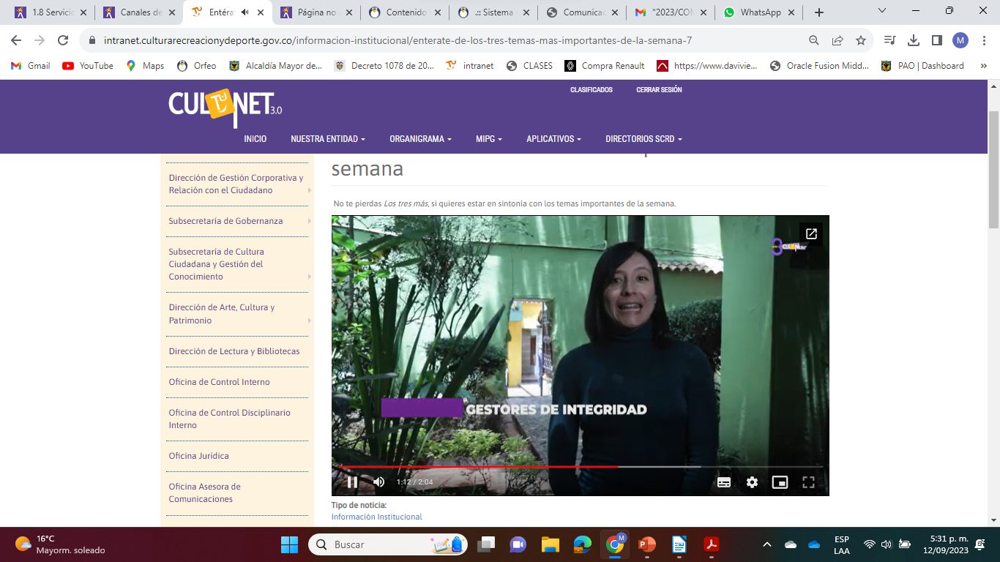 1.8 Servicio
Canales de
Entéra
Página no
Contenido
.:: Sistema
Comunicac
"2023/COM
WhatsApp
intranet.culturarecreacionydeporte.gov.co/informacion-institucional/enterate-de-los-tres-temas-mas-importantes-de-la-semana-7
M
Gmail
YouTube
Maps
Orfeo
Alcaldía Mayor de...
Decreto 1078 de 20...
intranet
CLASES
Compra Renault
https://www.davivie...
Oracle Fusion Midd...
PAO | Dashboard
»
CLASIFICADOS
CERRAR SESIÓN
CULTUNET 3.0
INICIO
NUESTRA ENTIDAD
ORGANIGRAMA
MIPG
APLICATIVOS
DIRECTORIOS SCRD
Dirección de Gestión Corporativa y
Relación con el Ciudadano
Subsecretaría de Gobernanza
Subsecretaría de Cultura
Ciudadana y Gestión del
Conocimiento
Dirección de Arte, Cultura y
Patrimonio
Dirección de Lectura y Bibliotecas
Oficina de Control Interno
Oficina de Control Disciplinario
Interno
Oficina Jurídica
Oficina Asesora de
Comunicaciones
semana
No te pierdas Los tres más, si quieres estar en sintonía con los temas importantes de la semana.
3 CULTUNET
GESTORES DE INTEGRIDAD
1:12 / 2:04
Tipo de noticia:
Información Institucional
16°C
Mayorm. soleado
Buscar
M
ESP
LAA
5:31 p. m.
12/09/2023